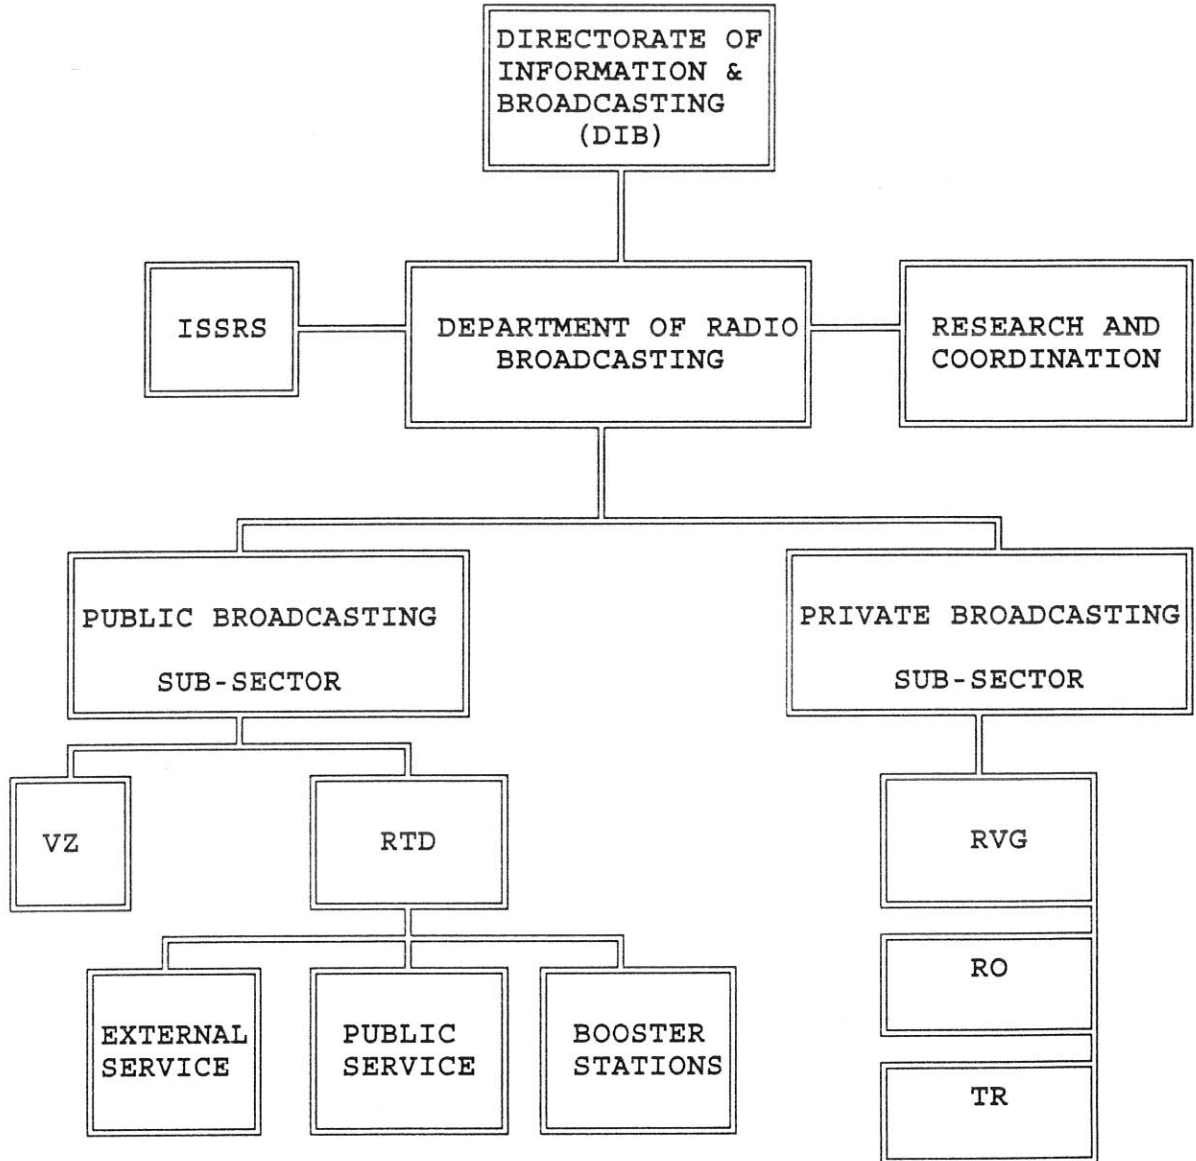 DIRECTORATE OF
INFORMATION &
BROADCASTING
(DIB)
ISSRS
DEPARTMENT OF RADIO
BROADCASTING
RESEARCH AND
COORDINATION
PUBLIC BROADCASTING
SUB-SECTOR
PRIVATE BROADCASTING
SUB-SECTOR
VZ
RTD
RVG
EXTERNAL
SERVICE
PUBLIC
SERVICE
BOOSTER
STATIONS
RO
TR